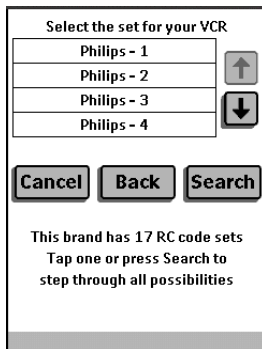 Select the set for your VCR
Philips - 1
Philips - 2
Philips - 3
Philips - 4
Cancel Back Search
This brand has 17 RC code sets
Tap one or press Search to
step through all possibilities